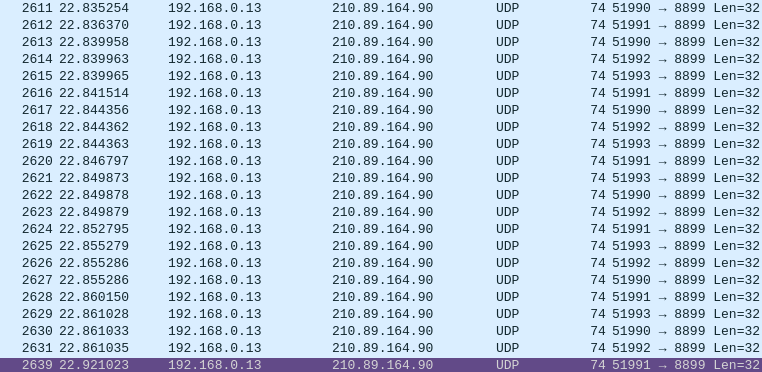 2611 22.835254 192.168.0.13 210.89.164.90 UDP 74 51990 → 8899 Len=32
2612 22.836370 192.168.0.13 210.89.164.90 UDP 74 51991 → 8899 Len=32
2613 22.839958 192.168.0.13 210.89.164.90 UDP 74 51990 → 8899 Len=32
2614 22.839963 192.168.0.13 210.89.164.90 UDP 74 51992 → 8899 Len=32
2615 22.839965 192.168.0.13 210.89.164.90 UDP 74 51993 → 8899 Len=32
2616 22.841514 192.168.0.13 210.89.164.90 UDP 74 51991 → 8899 Len=32
2617 22.844356 192.168.0.13 210.89.164.90 UDP 74 51990 → 8899 Len=32
2618 22.844362 192.168.0.13 210.89.164.90 UDP 74 51992 → 8899 Len=32
2619 22.844363 192.168.0.13 210.89.164.90 UDP 74 51993 → 8899 Len=32
2620 22.846797 192.168.0.13 210.89.164.90 UDP 74 51991 → 8899 Len=32
2621 22.849873 192.168.0.13 210.89.164.90 UDP 74 51993 → 8899 Len=32
2622 22.849878 192.168.0.13 210.89.164.90 UDP 74 51990 → 8899 Len=32
2623 22.849879 192.168.0.13 210.89.164.90 UDP 74 51992 → 8899 Len=32
2624 22.852795 192.168.0.13 210.89.164.90 UDP 74 51991 → 8899 Len=32
2625 22.855279 192.168.0.13 210.89.164.90 UDP 74 51993 → 8899 Len=32
2626 22.855286 192.168.0.13 210.89.164.90 UDP 74 51992 → 8899 Len=32
2627 22.855286 192.168.0.13 210.89.164.90 UDP 74 51990 → 8899 Len=32
2628 22.860150 192.168.0.13 210.89.164.90 UDP 74 51991 → 8899 Len=32
2629 22.861028 192.168.0.13 210.89.164.90 UDP 74 51993 → 8899 Len=32
2630 22.861033 192.168.0.13 210.89.164.90 UDP 74 51990 → 8899 Len=32
2631 22.861035 192.168.0.13 210.89.164.90 UDP 74 51992 → 8899 Len=32
2639 22.921023 192.168.0.13 210.89.164.90 UDP 74 51991 → 8899 Len=32